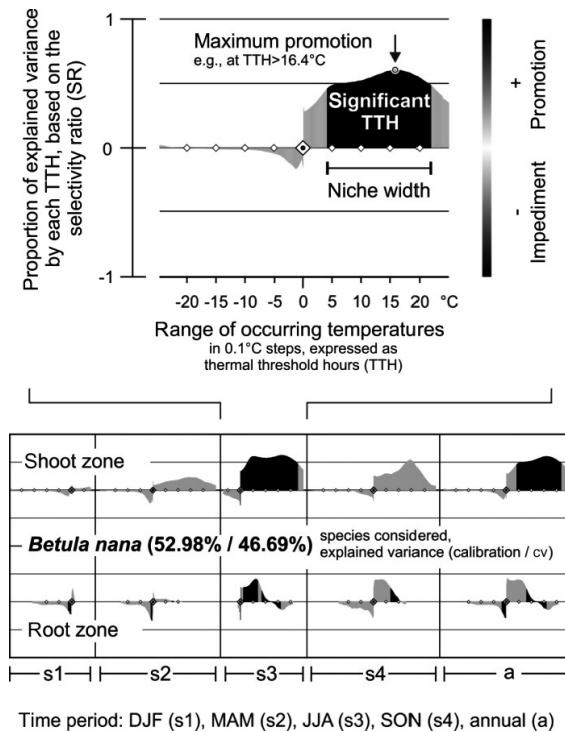 Proportion of explained variance
by each TTH, based on the
selectivity ratio (SR)
1
0
-1
Maximum promotion
e.g., at TTH>16.4°C
Significant
TTH
Niche width
+
Promotion
-
Impediment
-20 -15 -10 -5 0 5 10 15 20 °C
Range of occurring temperatures
in 0.1°C steps, expressed as
thermal threshold hours (TTH)
Shoot zone
Betula nana (52.98% / 46.69%)
species considered,
explained variance (calibration / CV)
Root zone
s1 s2 s3 s4 a
Time period: DJF (s1), MAM (s2), JJA (s3), SON (s4), annual (a)